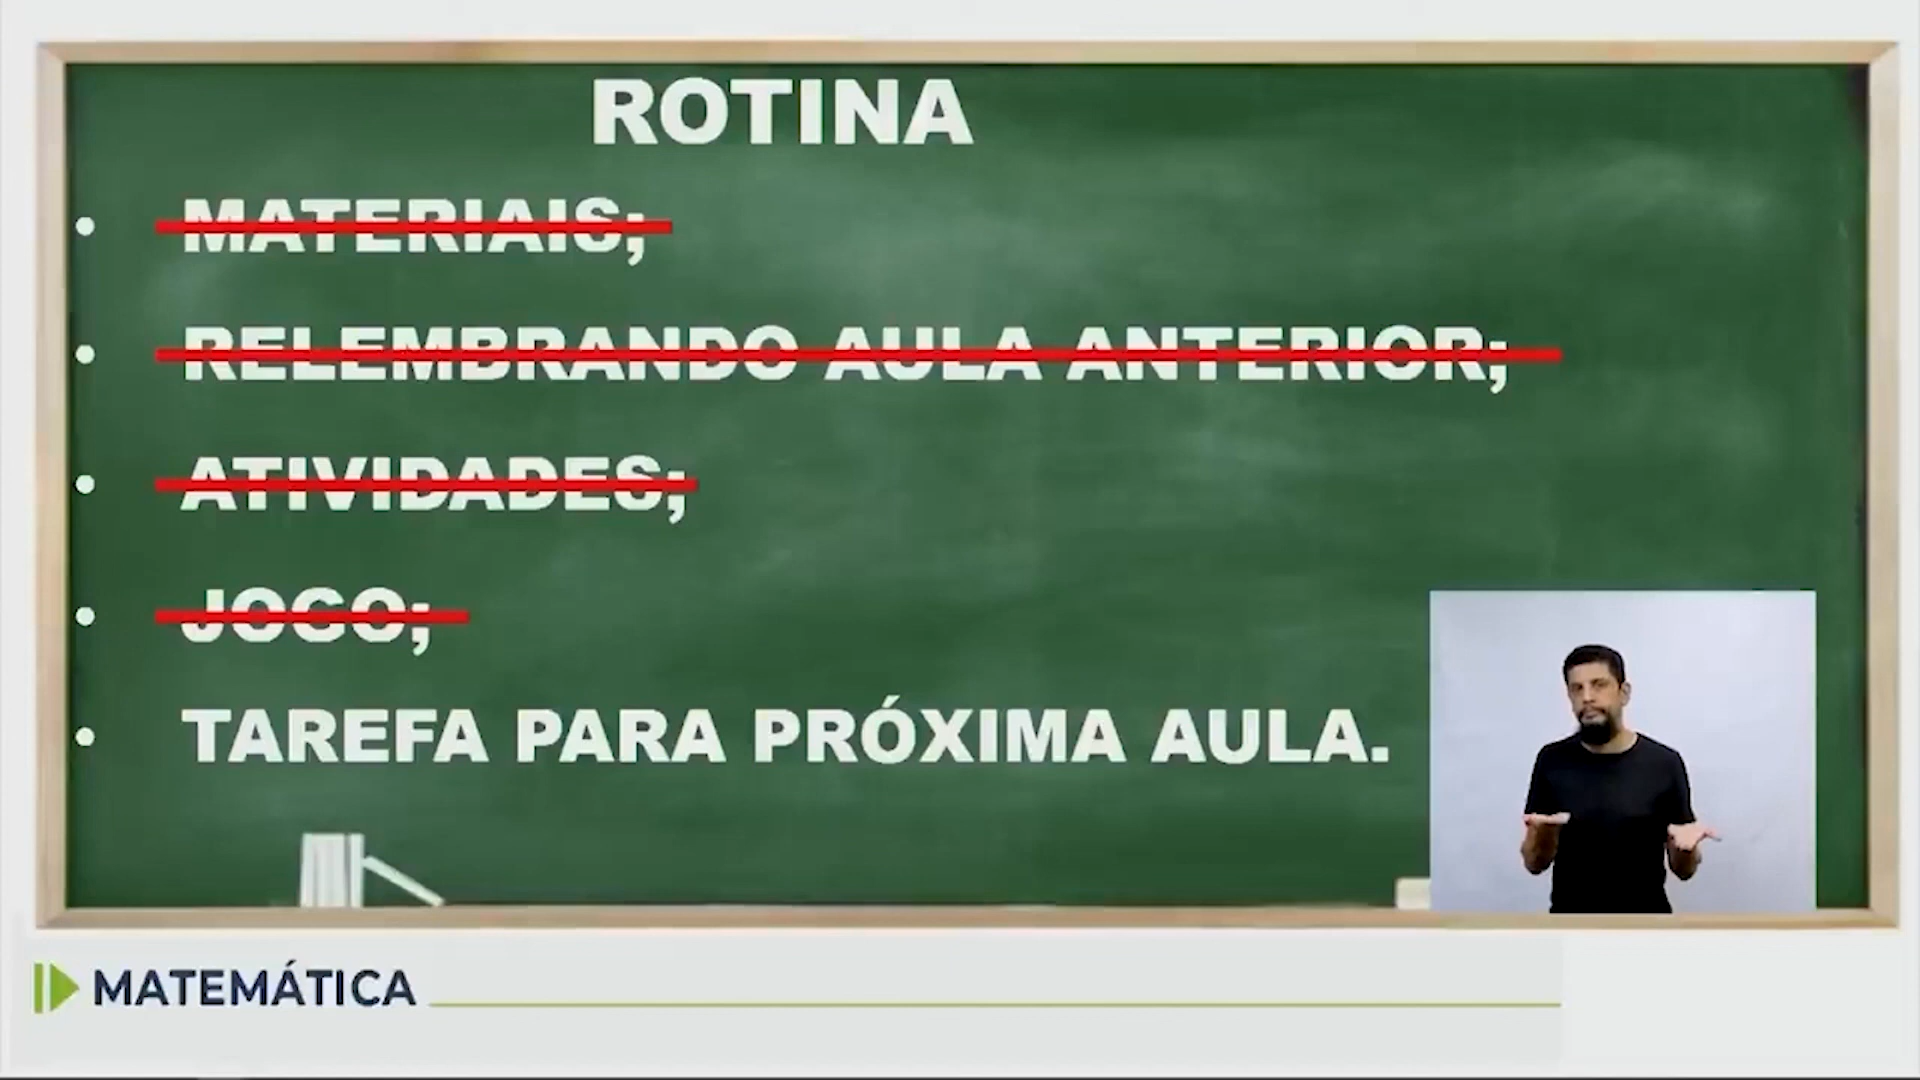 ROTINA
MATERIAIS;
RELEMBRANDO AULA ANTERIOR;
ATIVIDADES;
JOGO;
TAREFA PARA PRÓXIMA AULA.
MATEMÁTICA